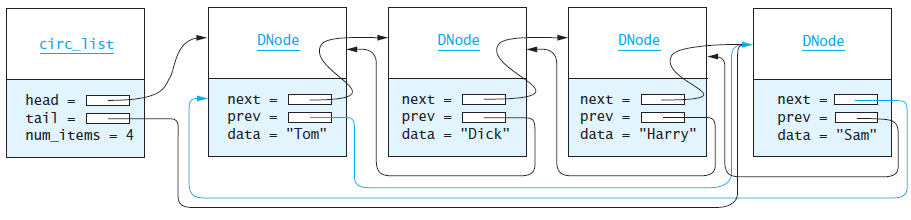 circ_list
head =
tail =
num_items = 4
DNode
next =
prev =
data = "Tom"
DNode
next =
prev =
data = "Dick"
DNode
next =
prev =
data = "Harry"
DNode
next =
prev =
data = "Sam"